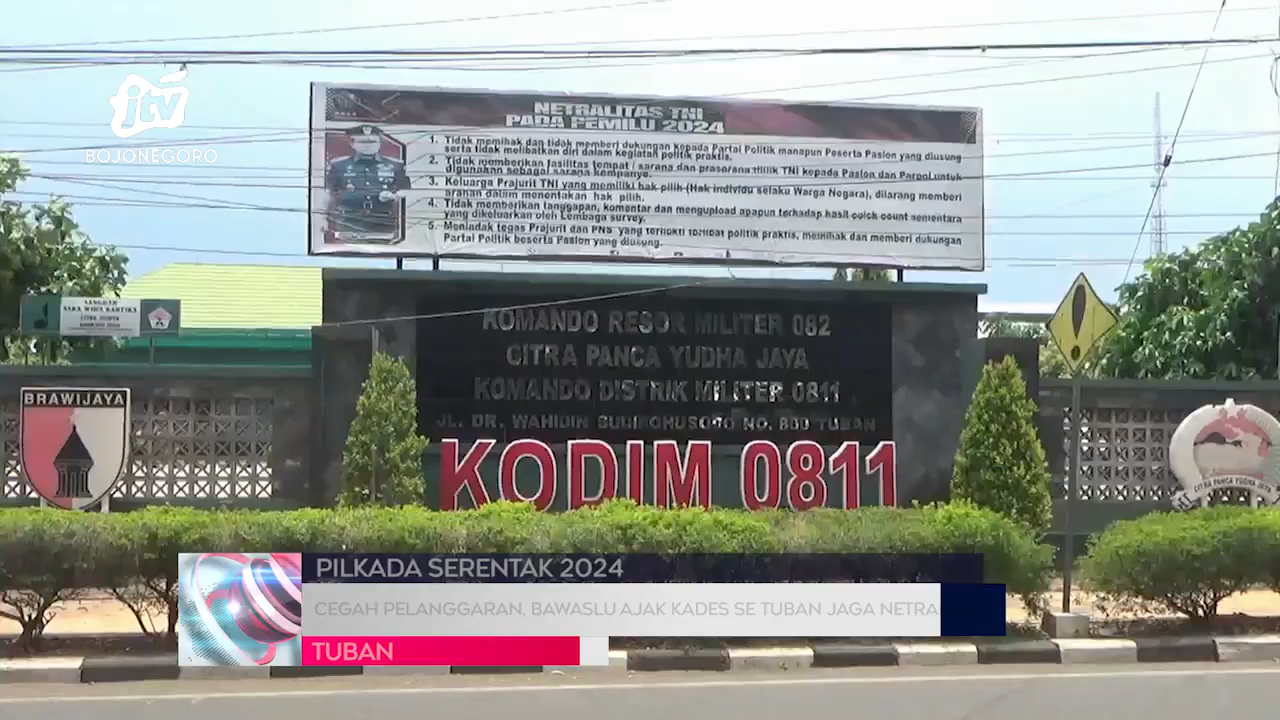 jtv
BOJONEGORO
NETRALITAS TNI
PADA PEMILU 2024
1. Tidak memihak dan tidak memberi dukungan kepada Partai Politik manapun Peserta Paslon yang diusung
serta tidak melibatkan diri dalam kegiatan politik praktis.
2. Tidak memberikan fasilitas tempat / sarana dan prasarana milik TNI kepada Paslon dan Parpol untuk
digunakan sebagai sarana kampanye.
3. Keluarga Prajurit TNI yang memiliki hak pilih (Hak individu selaku Warga Negara), dilarang memberi
arahan dalam menentukan hak pilih.
4. Tidak memberikan tanggapan, komentar dan mengupload apapun terhadap hasil quick count sementara
yang dikeluarkan oleh Lembaga survey.
5. Menindak tegas Prajurit dan PNS yang terbukti terlibat politik praktis, memihak dan memberi dukungan
Partai Politik beserta Paslon yang diusung.
SANGGAR
SAKA WIRA KARTIKA
KOMANDO RESOR MILITER 082
CITRA PANCA YUDHA JAYA
KOMANDO DISTRIK MILITER 0811
JL. DR. WAHIDIN SUDIROHUSODO NO. 800 TUBAN
KODIM 0811
BRAWIJAYA
CITRA PANCA YUDHA JAYA
PILKADA SERENTAK 2024
CEGAH PELANGGARAN, BAWASLU AJAK KADES SE TUBAN JAGA NETRA
TUBAN